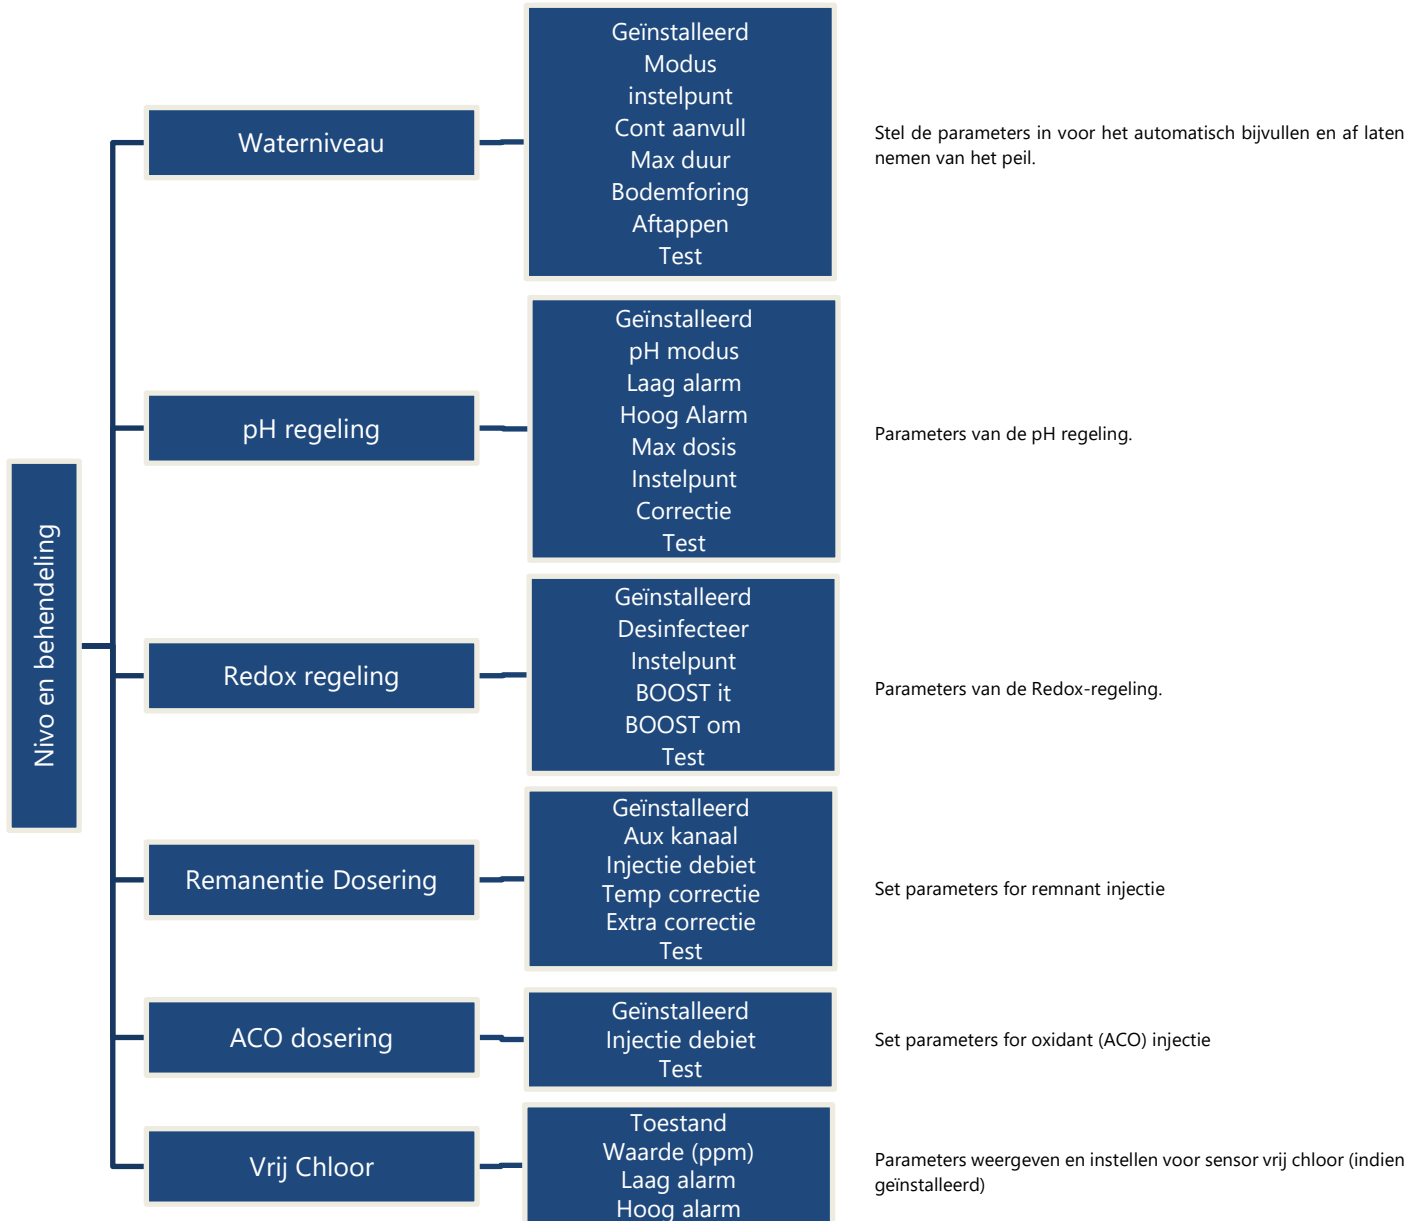 Nivo en behendeling
Waterniveau
Geïnstalleerd
Modus
instelpunt
Cont aanvull
Max duur
Bodemforing
Aftappen
Test
Stel de parameters in voor het automatisch bijvullen en af laten
nemen van het peil.
pH regeling
Geïnstalleerd
pH modus
Laag alarm
Hoog Alarm
Max dosis
Instelpunt
Correctie
Test
Parameters van de pH regeling.
Redox regeling
Geïnstalleerd
Desinfecteer
Instelpunt
BOOST it
BOOST om
Test
Parameters van de Redox-regeling.
Remanentie Dosering
Geïnstalleerd
Aux kanaal
Injectie debiet
Temp correctie
Extra correctie
Test
Set parameters for remnant injectie
ACO dosering
Geïnstalleerd
Injectie debiet
Test
Set parameters for oxidant (ACO) injectie
Vrij Chloor
Toestand
Waarde (ppm)
Laag alarm
Hoog alarm
Parameters weergeven en instellen voor sensor vrij chloor (indien
geïnstalleerd)